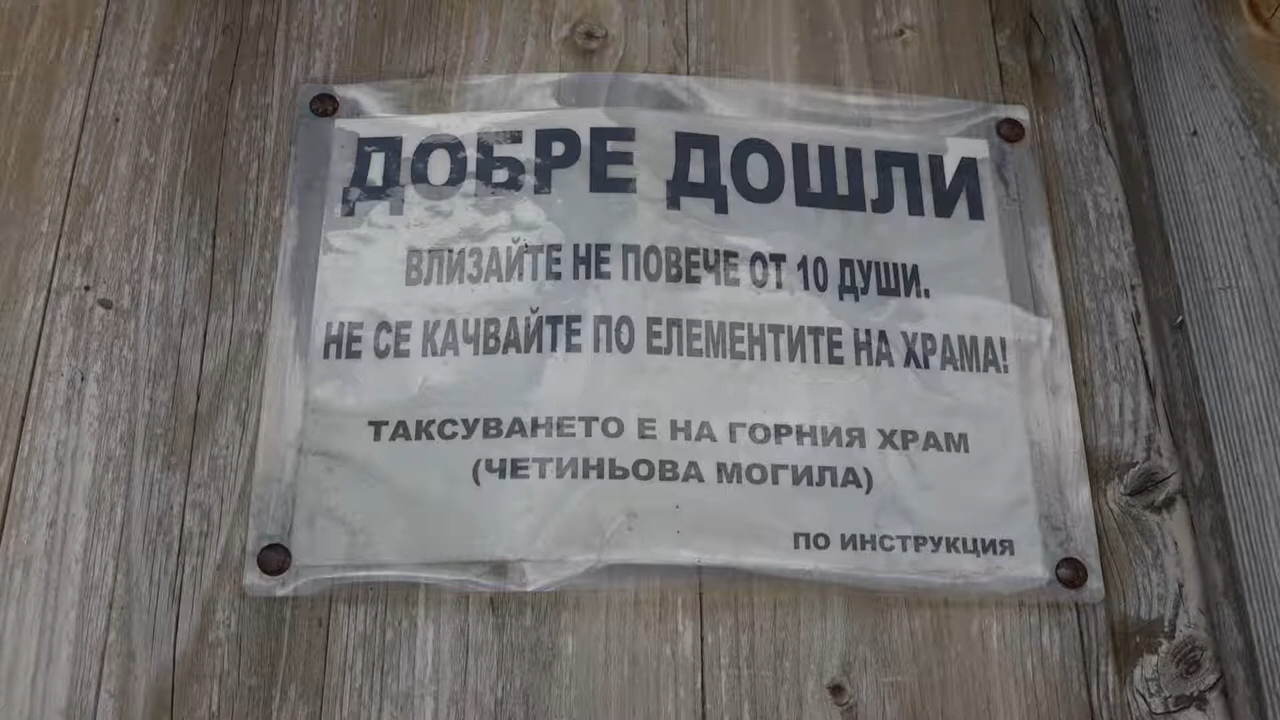 ДОБРЕ ДОШЛИ
ВЛИЗАЙТЕ НЕ ПОВЕЧЕ ОТ 10 ДУШИ.
НЕ СЕ КАЧВАЙТЕ ПО ЕЛЕМЕНТИТЕ НА ХРАМА!
ТАКСУВАНЕТО Е НА ГОРНИЯ ХРАМ
(ЧЕТИНЬОВА МОГИЛА)
ПО ИНСТРУКЦИЯ